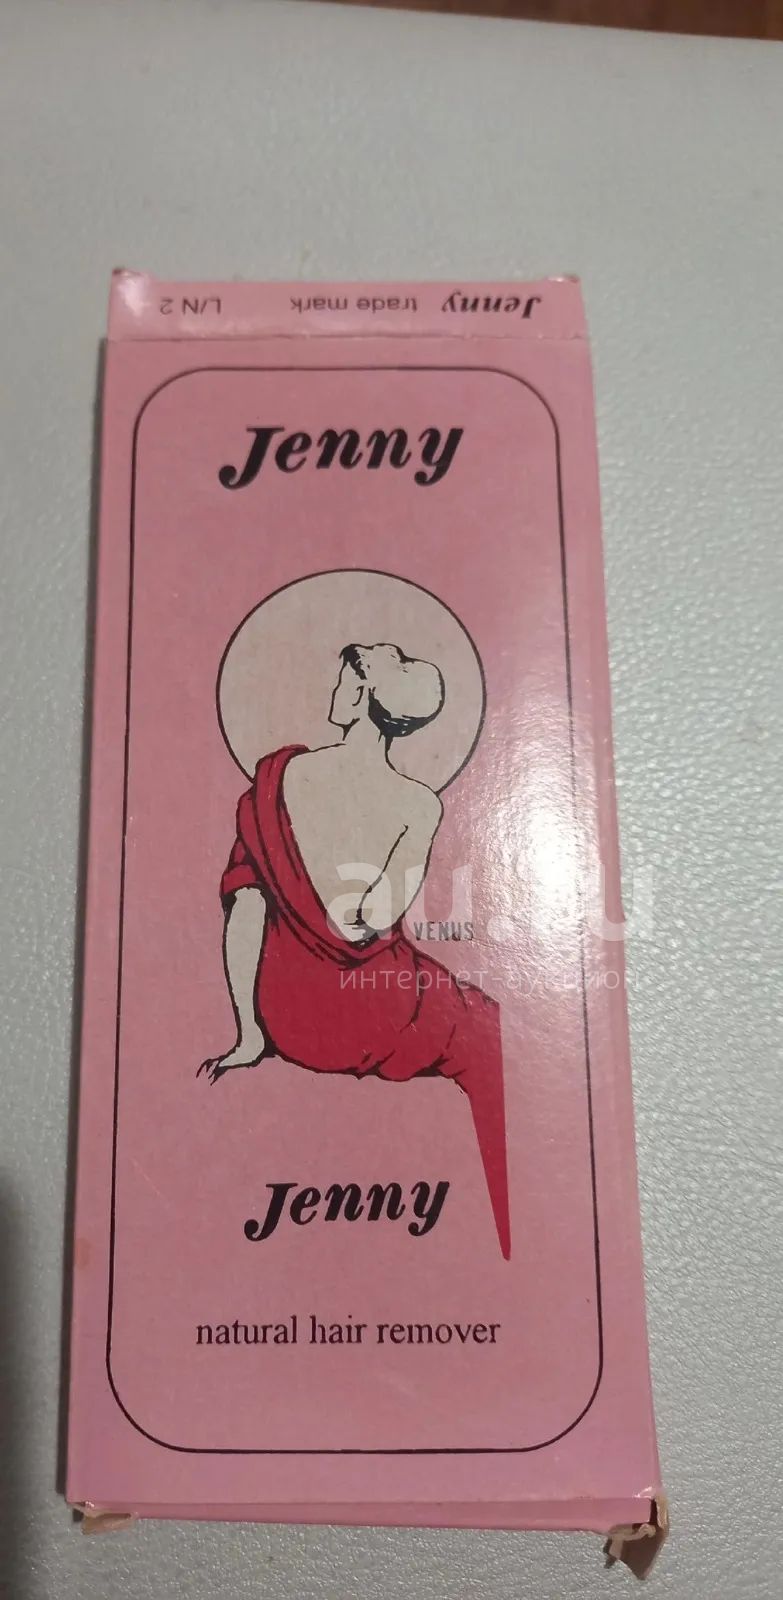 Jenny trade mark L/N 2
Jenny
VENUS
au.ru
интернет-аукцион
Jenny
natural hair remover